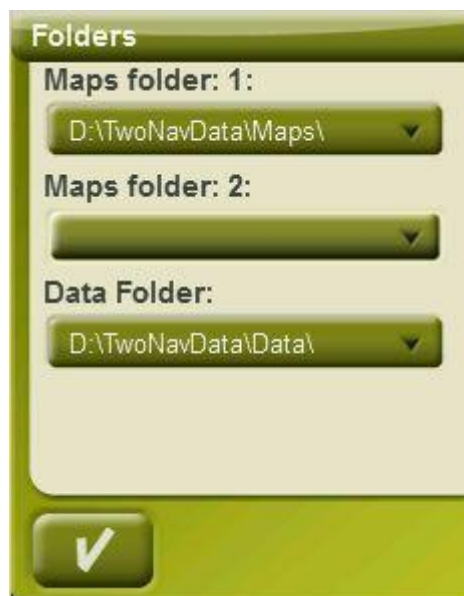 Folders
Maps folder: 1:
D:\TwoNavData\Maps\
Maps folder: 2:
Data Folder:
D:\TwoNavData\Data\